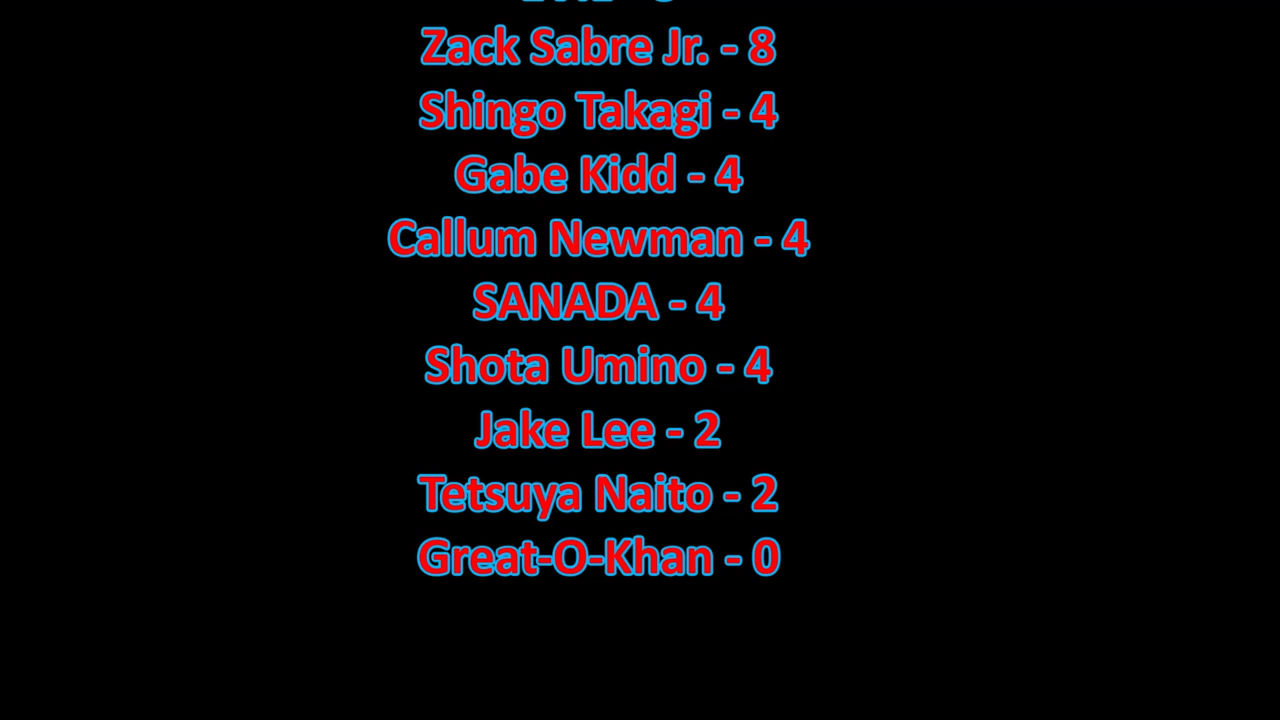 Zack Sabre Jr. - 8
Shingo Takagi - 4
Gabe Kidd - 4
Callum Newman - 4
SANADA - 4
Shota Umino - 4
Jake Lee - 2
Tetsuya Naito - 2
Great-O-Khan - 0